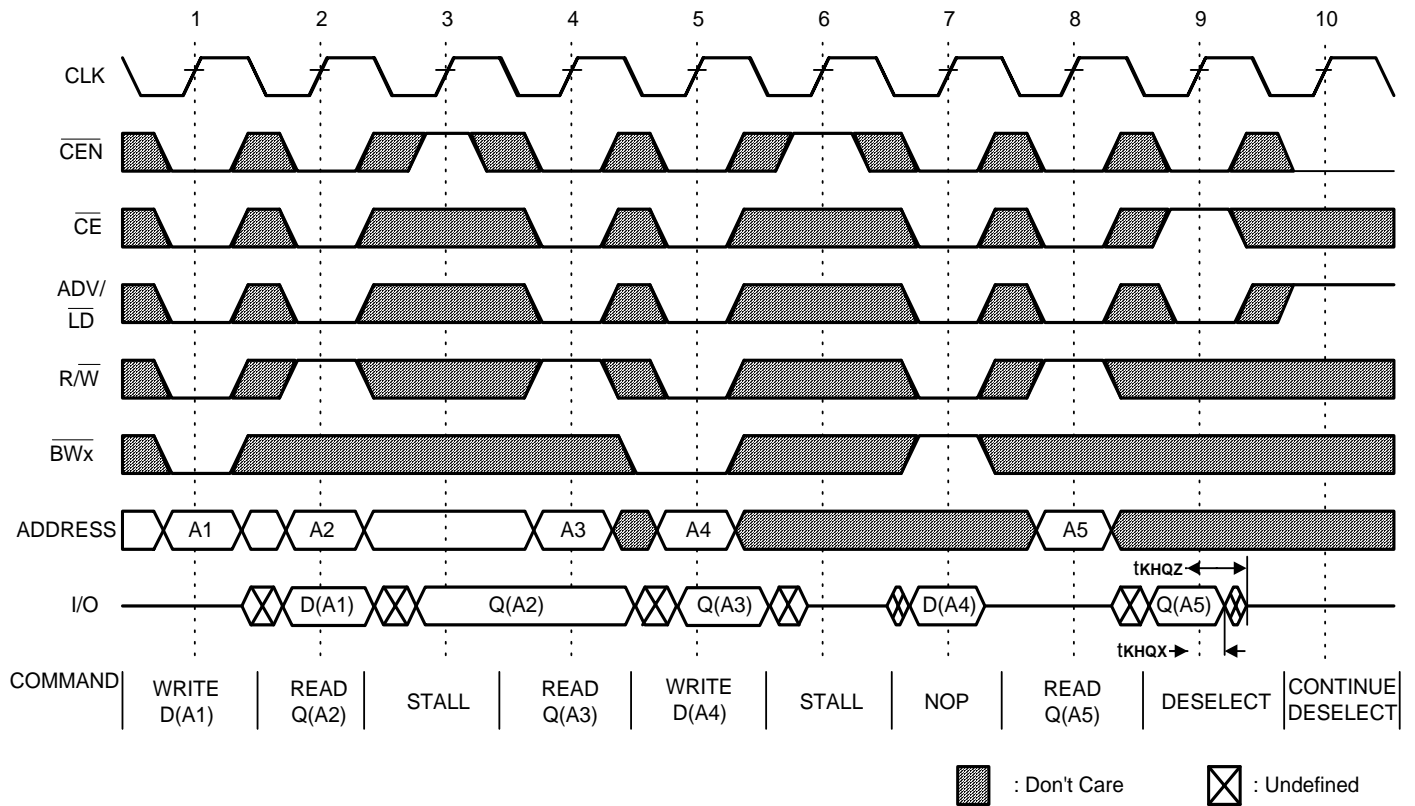 1 2 3 4 5 6 7 8 9 10
CLK
CEN
CE
ADV/
LD
R/W
BWx
ADDRESS A1 A2 A3 A4 A5
tKHQZ
I/O D(A1) Q(A2) Q(A3) D(A4) Q(A5)
tKHQX
COMMAND WRITE READ STALL READ WRITE STALL NOP READ DESELECT CONTINUE
D(A1) Q(A2) Q(A3) D(A4) Q(A5) DESELECT
: Don't Care : Undefined